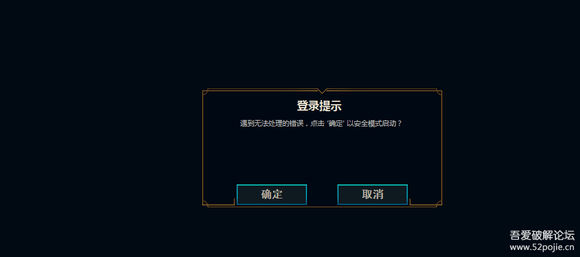 登录提示
遇到无法处理的错误，点击 '确定' 以安全模式启动？
确定
取消
吾爱破解论坛
www.52pojie.cn